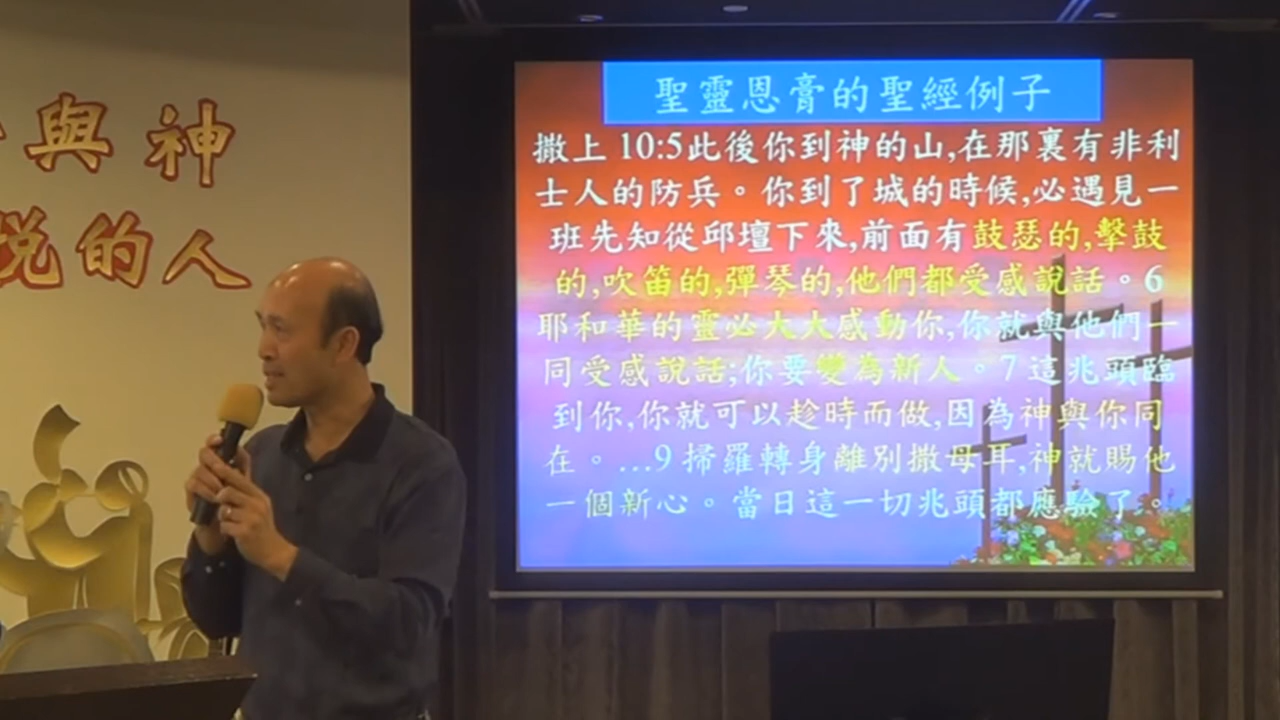 與神
悅的人
聖靈恩膏的聖經例子
撒上 10:5此後你到神的山,在那裏有非利
士人的防兵。你到了城的時候,必遇見一
班先知從邱壇下來,前面有鼓瑟的,擊鼓
的,吹笛的,彈琴的,他們都受感說話。6
耶和華的靈必大大感動你,你就與他們一
同受感說話;你要變為新人。7 這兆頭臨
到你,你就可以趁時而做,因為神與你同
在。…9 掃羅轉身離別撒母耳,神就賜他
一個新心。當日這一切兆頭都應驗了。